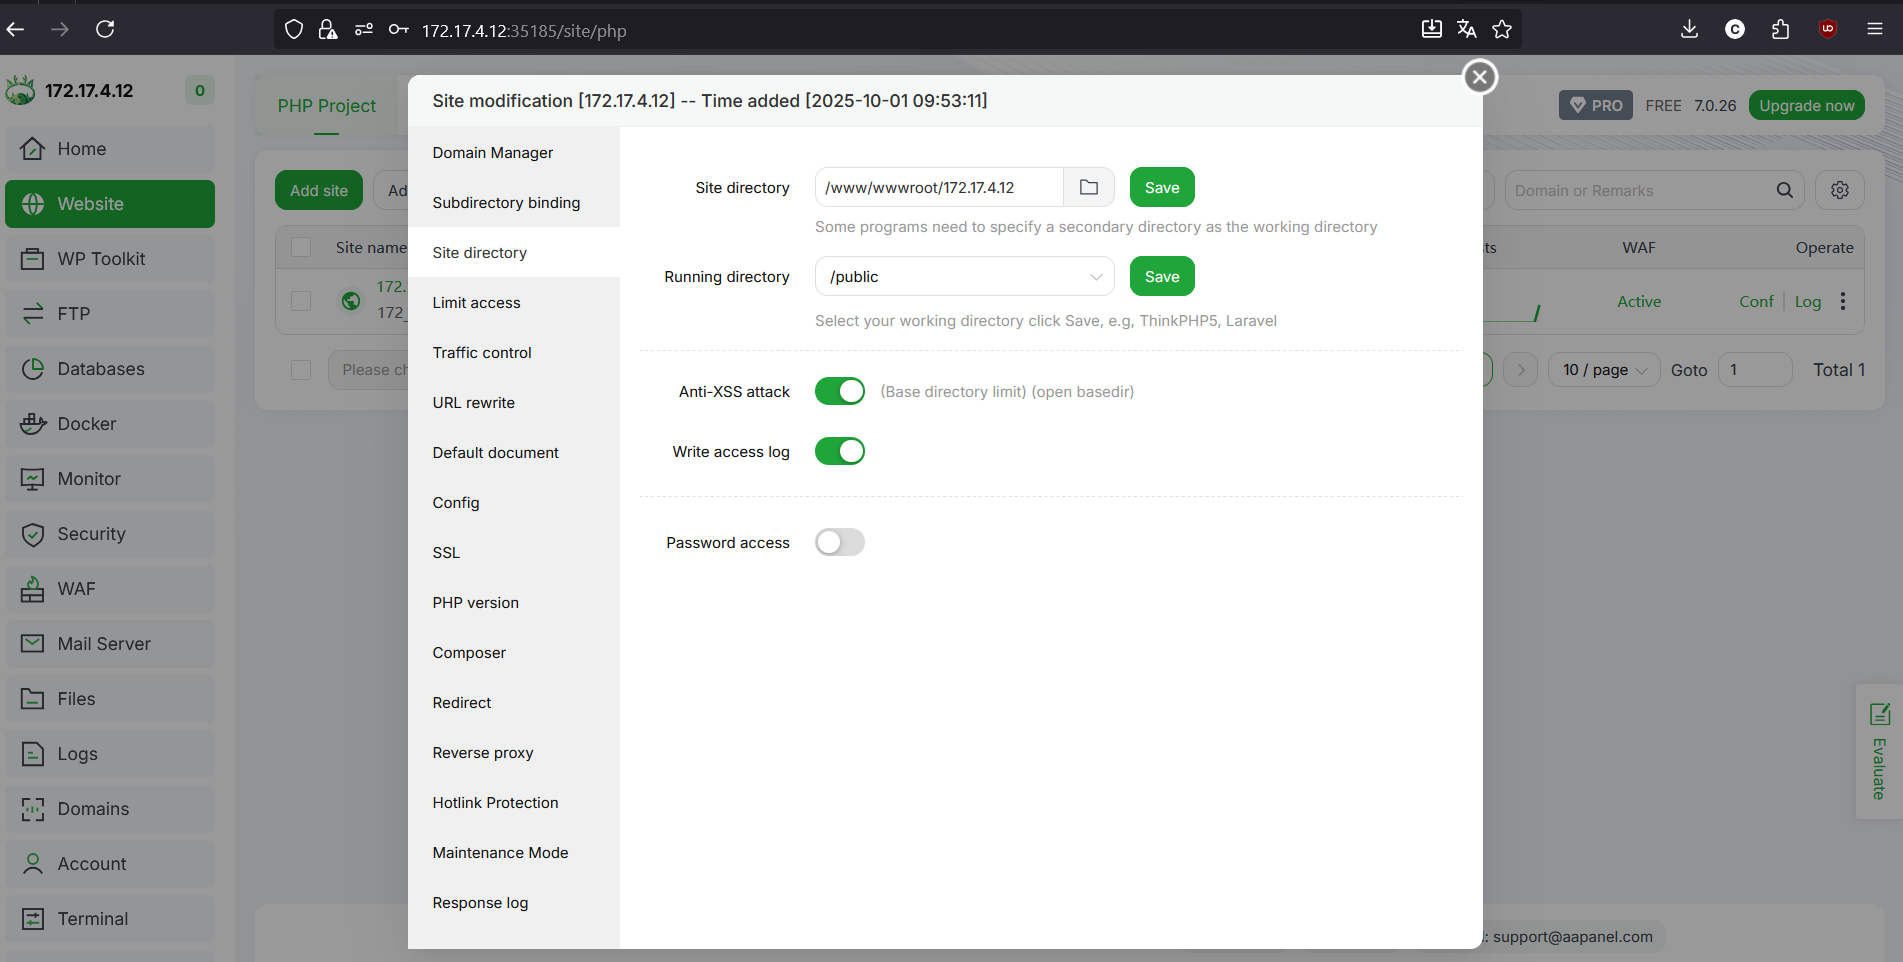 172.17.4.12:35185/site/php
172.17.4.12
0
Home
Website
WP Toolkit
FTP
Databases
Docker
Monitor
Security
WAF
Mail Server
Files
Logs
Domains
Account
Terminal
PHP Project
PRO
FREE 7.0.26
Upgrade now
Add site
Ad
Domain or Remarks
Site name
ts
WAF
Operate
172.
172_
Active
Conf
Log
Please ch
10 / page
Goto
1
Total 1
Site modification [172.17.4.12] -- Time added [2025-10-01 09:53:11]
Domain Manager
Subdirectory binding
Site directory
Limit access
Traffic control
URL rewrite
Default document
Config
SSL
PHP version
Composer
Redirect
Reverse proxy
Hotlink Protection
Maintenance Mode
Response log
Site directory
/www/wwwroot/172.17.4.12
Save
Some programs need to specify a secondary directory as the working directory
Running directory
/public
Save
Select your working directory click Save, e.g, ThinkPHP5, Laravel
Anti-XSS attack
(Base directory limit) (open basedir)
Write access log
Password access
Evaluate
: support@aapanel.com